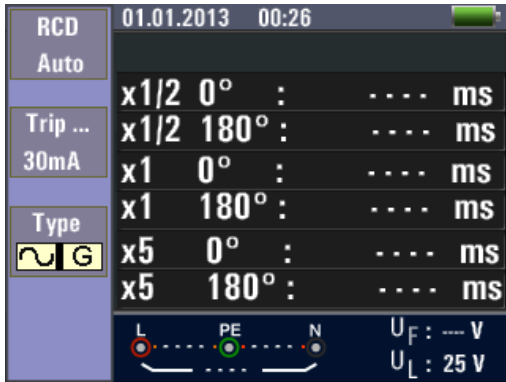 RCD
Auto
Trip ...
30mA
Type
G
01.01.2013 00:26
x1/2 0° : ---- ms
x1/2 180° : ---- ms
x1 0° : ---- ms
x1 180° : ---- ms
x5 0° : ---- ms
x5 180° : ---- ms
L PE N
----
UF : --- V
UL : 25 V